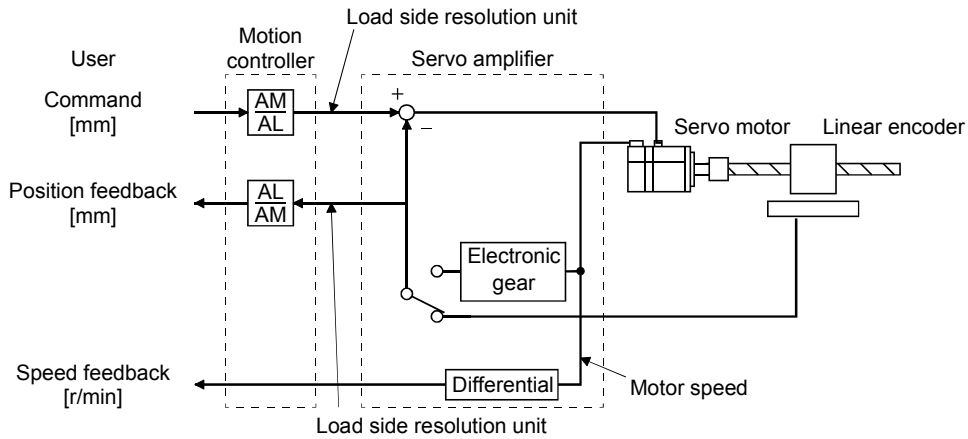 Load side resolution unit
User
Motion
controller
Servo amplifier
Command
[mm]
AM
AL
+
−
Servo motor
Linear encoder
Position feedback
[mm]
AL
AM
Electronic
gear
Speed feedback
[r/min]
Differential
Motor speed
Load side resolution unit